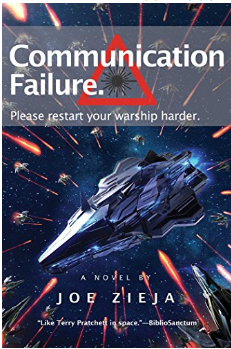 Communication
Failure.
Please restart your warship harder.
A NOVEL BY
JOE ZIEJA
"Like Terry Pratchett in space."—BiblioSanctum